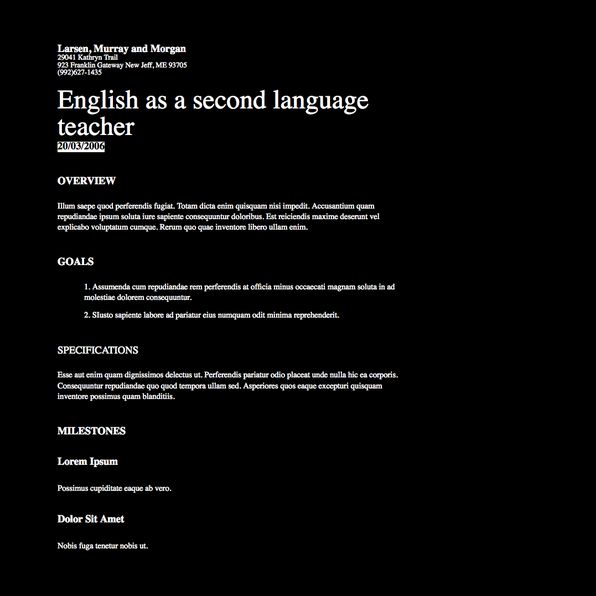 Larsen, Murray and Morgan
29041 Kathryn Trail
923 Franklin Gateway New Jeff, ME 93705
(992)627-1435
English as a second language
teacher
20/03/2006
OVERVIEW
Illum saepe quod perferendis fugiat. Totam dicta enim quisquam nisi impedit. Accusantium quam
repudiandae ipsum soluta iure sapiente consequuntur doloribus. Est reiciendis maxime deserunt vel
explicabo voluptatum cumque. Rerum quo quae inventore libero ullam enim.
GOALS
1. Assumenda cum repudiandae rem perferendis at officia minus occaecati magnam soluta in ad
molestiae dolorem consequuntur.
2. SIusto sapiente labore ad pariatur eius numquam odit minima reprehenderit.
SPECIFICATIONS
Esse aut enim quam dignissimos delectus ut. Perferendis pariatur odio placeat unde nulla hic ea corporis.
Consequuntur repudiandae quo quod tempora ullam sed. Asperiores quos eaque excepturi quisquam
inventore possimus quam blanditiis.
MILESTONES
Lorem Ipsum
Possimus cupiditate eaque ab vero.
Dolor Sit Amet
Nobis fuga tenetur nobis ut.